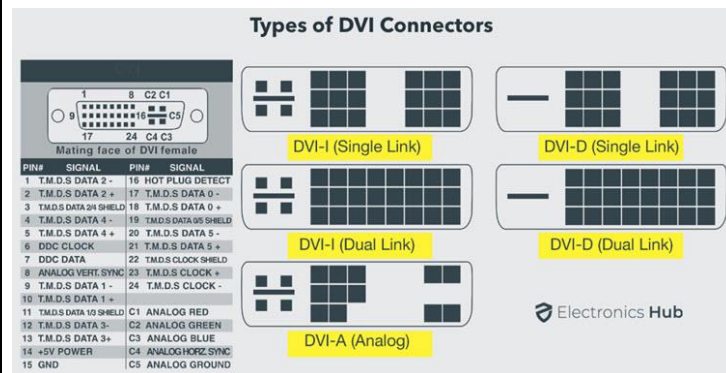 Types of DVI Connectors
1 8 C2 C1
9 16 C5
17 24 C4 C3
Mating face of DVI female
PIN# SIGNAL PIN# SIGNAL
1 T.M.D.S DATA 2 - 16 HOT PLUG DETECT
2 T.M.D.S DATA 2 + 17 T.M.D.S DATA 0 -
3 T.M.D.S DATA 2/4 SHIELD 18 T.M.D.S DATA 0 +
4 T.M.D.S DATA 4 - 19 T.M.D.S DATA 0/5 SHIELD
5 T.M.D.S DATA 4 + 20 T.M.D.S DATA 5 -
6 DDC CLOCK 21 T.M.D.S DATA 5 +
7 DDC DATA 22 T.M.D.S CLOCK SHIELD
8 ANALOG VERT. SYNC 23 T.M.D.S CLOCK +
9 T.M.D.S DATA 1 - 24 T.M.D.S CLOCK -
10 T.M.D.S DATA 1 +
11 T.M.D.S DATA 1/3 SHIELD C1 ANALOG RED
12 T.M.D.S DATA 3- C2 ANALOG GREEN
13 T.M.D.S DATA 3+ C3 ANALOG BLUE
14 +5V POWER C4 ANALOG HORZ. SYNC
15 GND C5 ANALOG GROUND
DVI-I (Single Link)
DVI-D (Single Link)
DVI-I (Dual Link)
DVI-D (Dual Link)
DVI-A (Analog)
Electronics Hub